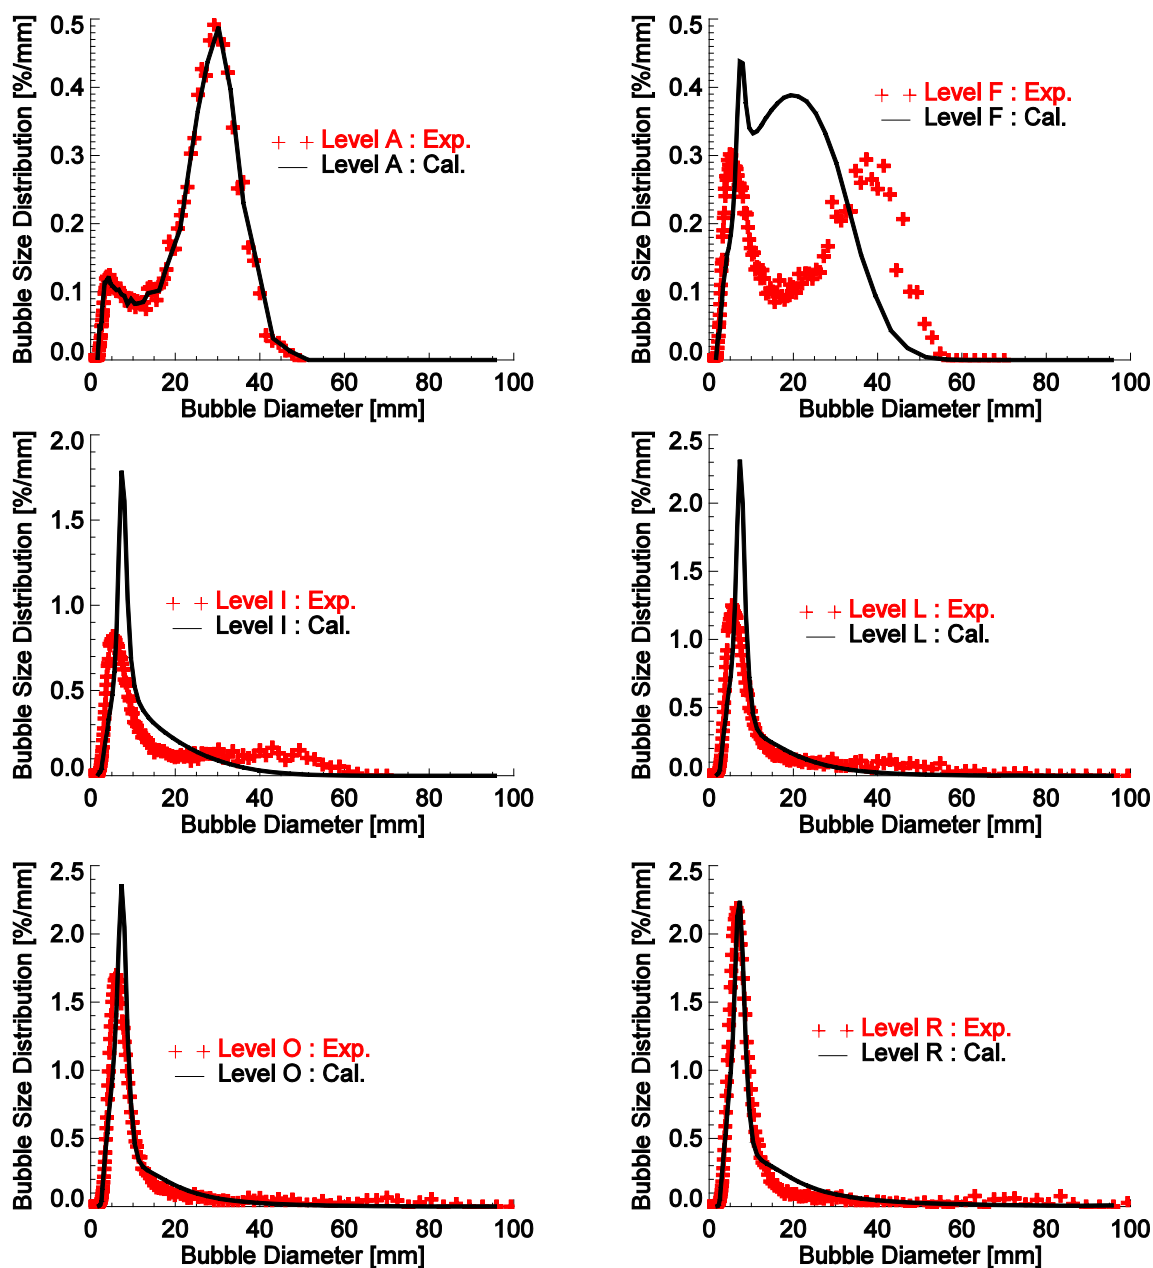 Bubble Size Distribution [%/mm]
0.5
0.4
0.3
0.2
0.1
0.0
Level A : Exp.
Level A : Cal.
0 20 40 60 80 100
Bubble Diameter [mm]
Bubble Size Distribution [%/mm]
0.5
0.4
0.3
0.2
0.1
0.0
Level F : Exp.
Level F : Cal.
0 20 40 60 80 100
Bubble Diameter [mm]
Bubble Size Distribution [%/mm]
2.0
1.5
1.0
0.5
0.0
Level I : Exp.
Level I : Cal.
0 20 40 60 80 100
Bubble Diameter [mm]
Bubble Size Distribution [%/mm]
2.5
2.0
1.5
1.0
0.5
0.0
Level L : Exp.
Level L : Cal.
0 20 40 60 80 100
Bubble Diameter [mm]
Bubble Size Distribution [%/mm]
2.5
2.0
1.5
1.0
0.5
0.0
Level O : Exp.
Level O : Cal.
0 20 40 60 80 100
Bubble Diameter [mm]
Bubble Size Distribution [%/mm]
2.5
2.0
1.5
1.0
0.5
0.0
Level R : Exp.
Level R : Cal.
0 20 40 60 80 100
Bubble Diameter [mm]